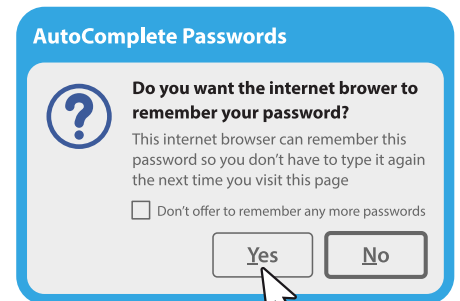 AutoComplete Passwords
Do you want the internet brower to
remember your password?
This internet browser can remember this
password so you don't have to type it again
the next time you visit this page
Don't offer to remember any more passwords
Yes No